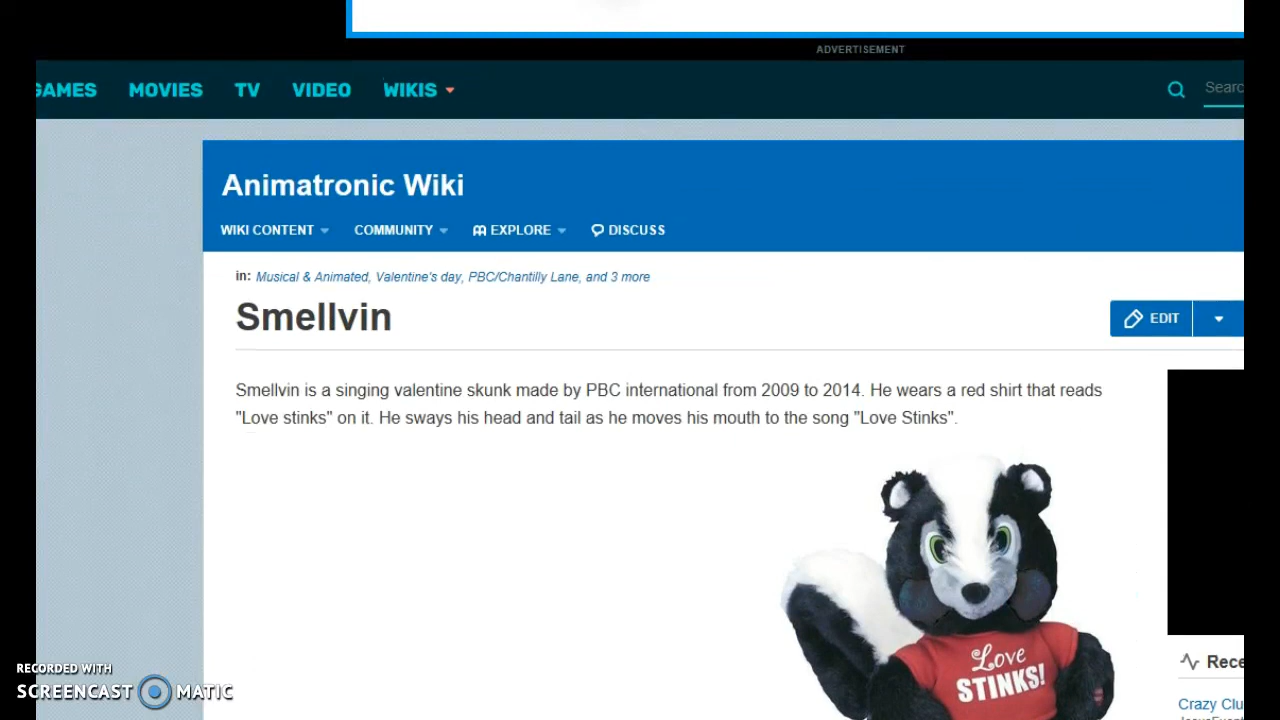 ADVERTISEMENT
GAMES MOVIES TV VIDEO WIKIS
Animatronic Wiki
WIKI CONTENT COMMUNITY EXPLORE DISCUSS
in: Musical & Animated, Valentine's day, PBC/Chantilly Lane, and 3 more
Smellvin
EDIT
Smellvin is a singing valentine skunk made by PBC international from 2009 to 2014. He wears a red shirt that reads
"Love stinks" on it. He sways his head and tail as he moves his mouth to the song "Love Stinks".
Love
STINKS!
Crazy
RECORDED WITH
SCREENCAST MATIC